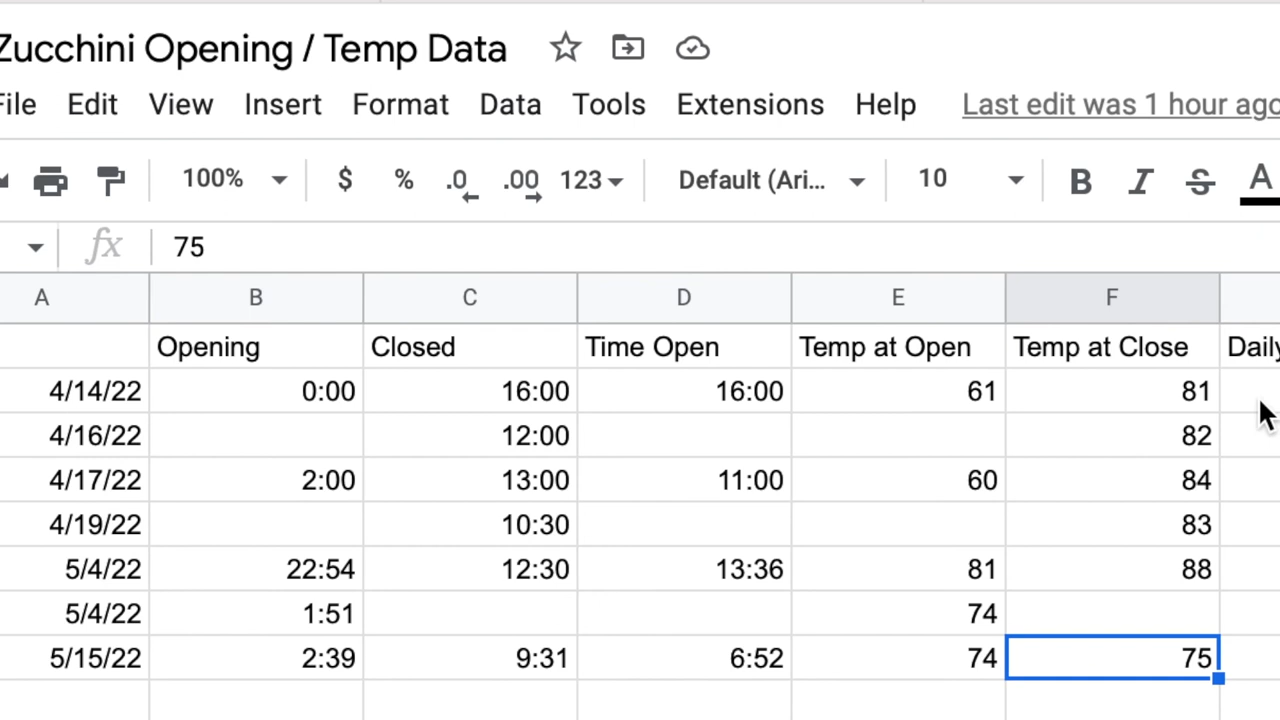 Zucchini Opening / Temp Data
File Edit View Insert Format Data Tools Extensions Help Last edit was 1 hour ago
100% $ % .0 .00 123 Default (Ari... 10 B I S A
fx 75
A B C D E F
Opening Closed Time Open Temp at Open Temp at Close Daily
4/14/22 0:00 16:00 16:00 61 81
4/16/22 12:00 82
4/17/22 2:00 13:00 11:00 60 84
4/19/22 10:30 83
5/4/22 22:54 12:30 13:36 81 88
5/4/22 1:51 74
5/15/22 2:39 9:31 6:52 74 75